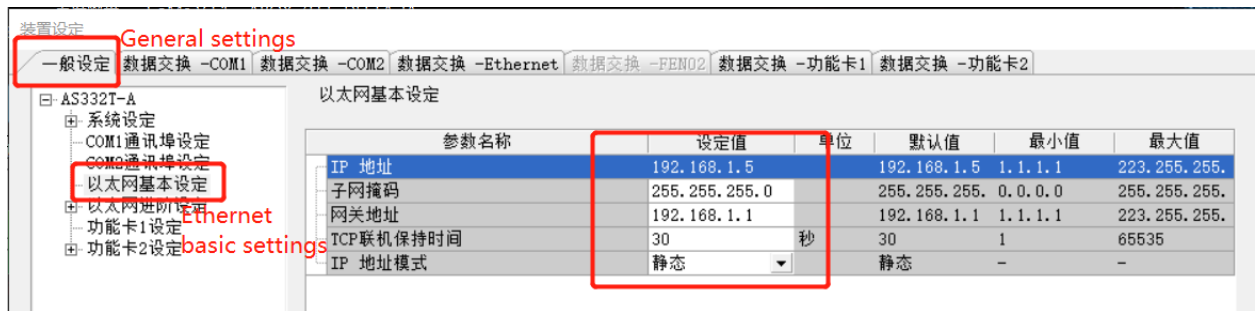 装置设定
General settings
一般设定 数据交换 -COM1 数据交换 -COM2 数据交换 -Ethernet 数据交换 -FEN02 数据交换 -功能卡1 数据交换 -功能卡2
AS332T-A
系统设定
COM1通讯埠设定
COM2通讯埠设定
以太网基本设定
以太网进阶设定
功能卡1设定
功能卡2设定
Ethernet
basic settings
以太网基本设定
参数名称 设定值 单位 默认值 最小值 最大值
IP 地址 192.168.1.5 192.168.1.5 1.1.1.1 223.255.255.
子网掩码 255.255.255.0 255.255.255. 0.0.0.0 255.255.255.
网关地址 192.168.1.1 192.168.1.1 1.1.1.1 223.255.255.
TCP联机保持时间 30 秒 30 1 65535
IP 地址模式 静态 静态 - -